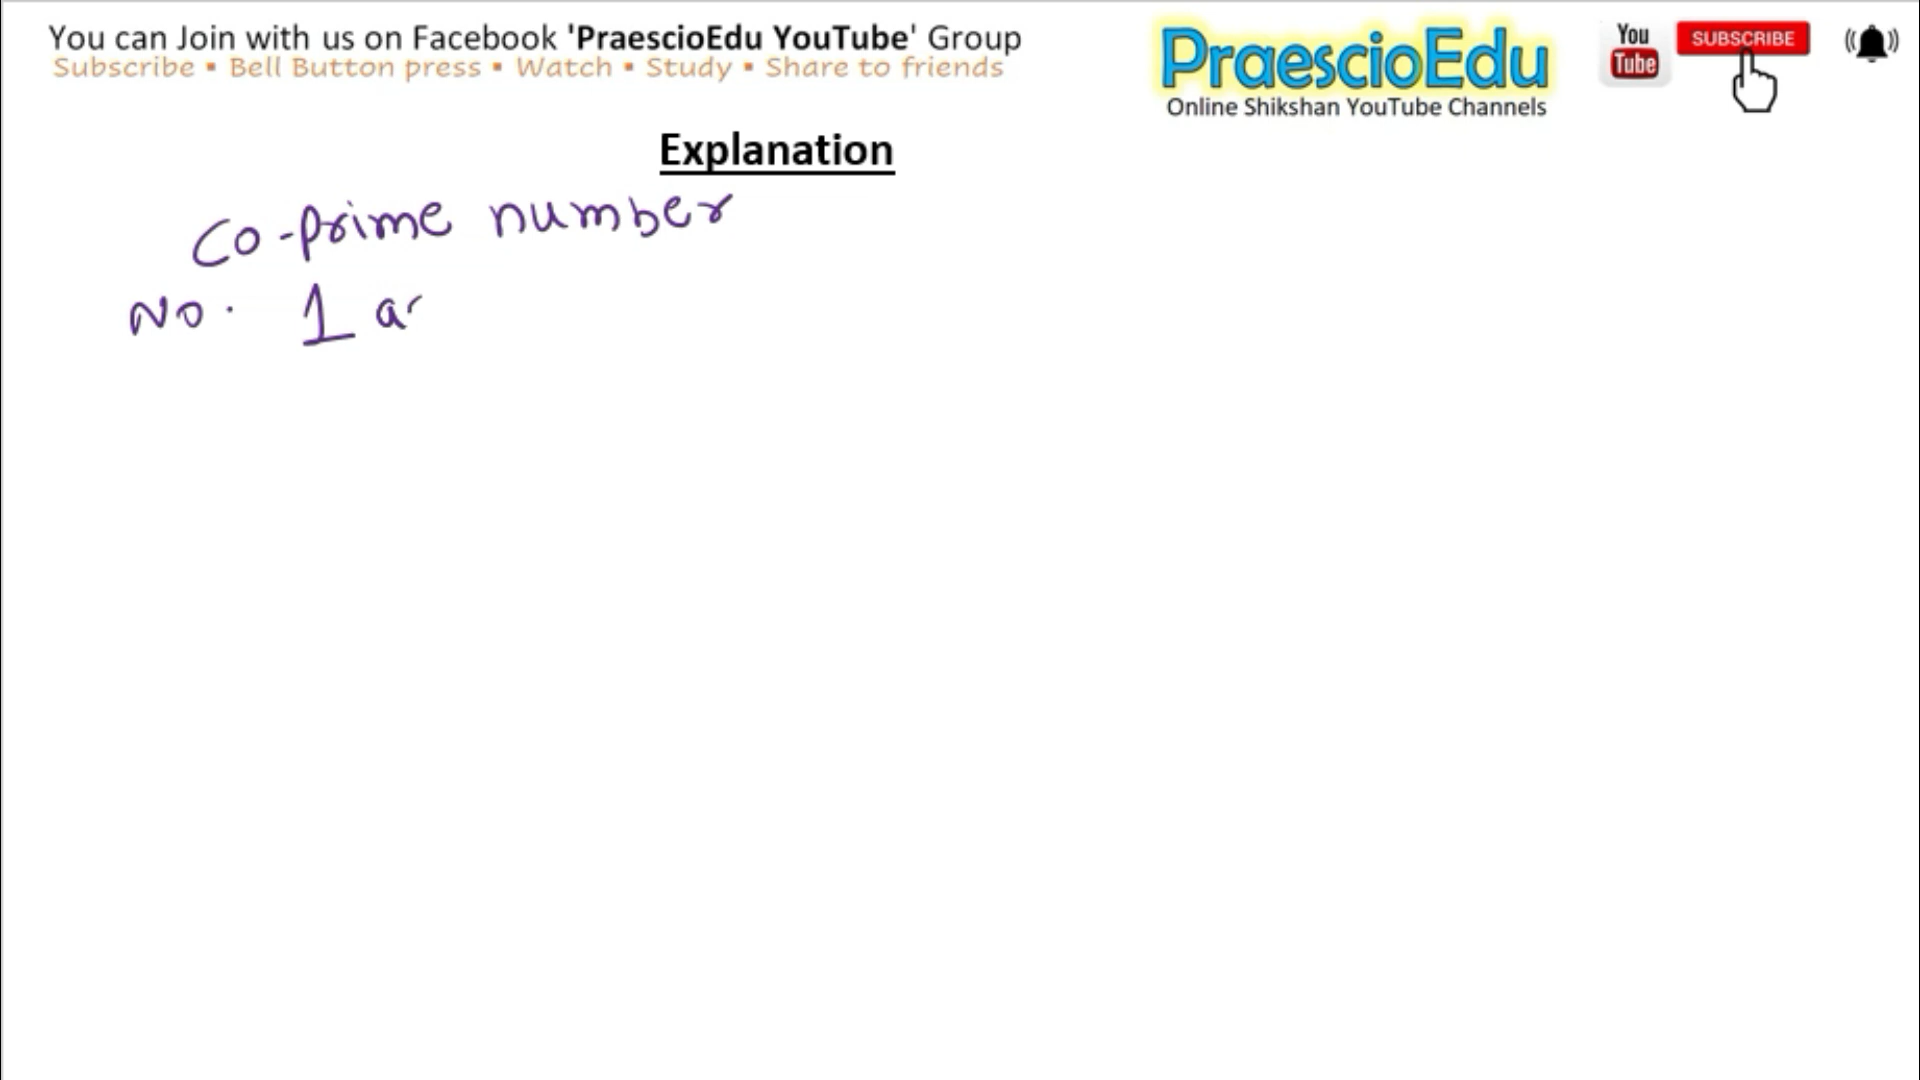 You can Join with us on Facebook 'PraescioEdu YouTube' Group
Subscribe ▪ Bell Button press ▪ Watch ▪ Study ▪ Share to friends
PraescioEdu
Online Shikshan YouTube Channels
You
Tube
SUBSCRIBE
Explanation
Co-prime number
No. 1